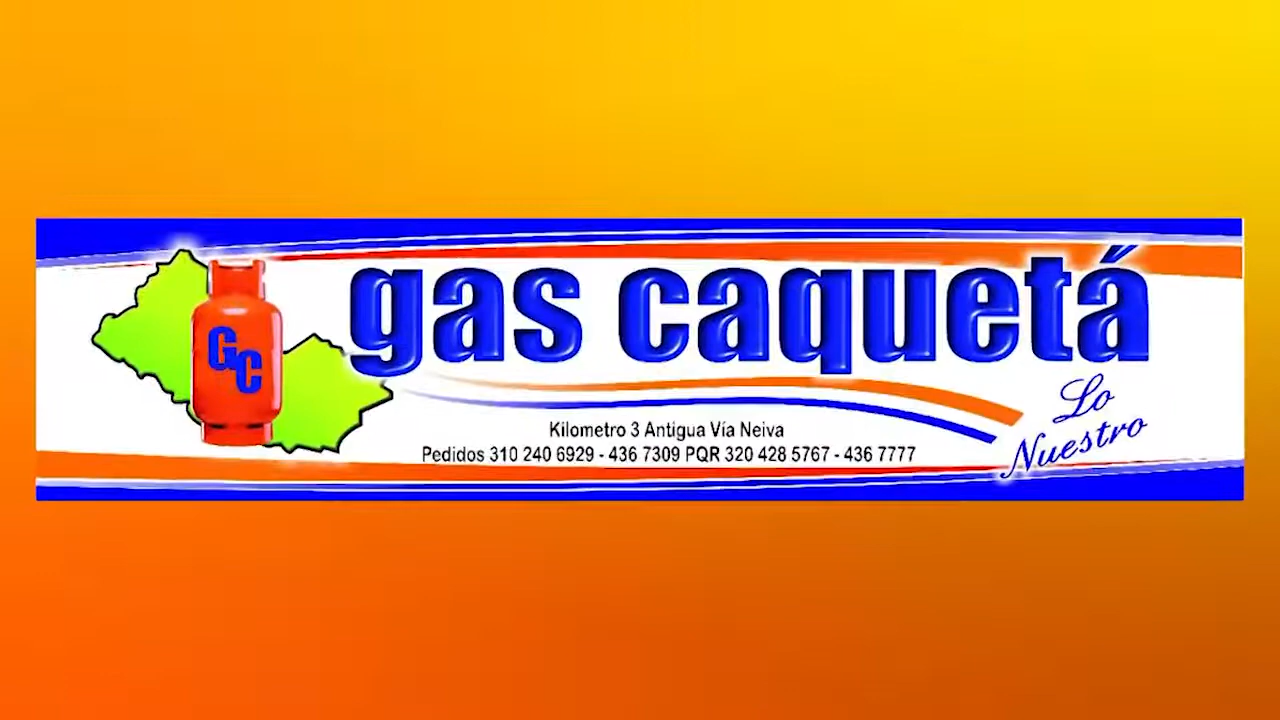 gas caquetá
GC
Lo
Nuestro
Kilometro 3 Antigua Vía Neiva
Pedidos 310 240 6929 - 436 7309 PQR 320 428 5767 - 436 7777